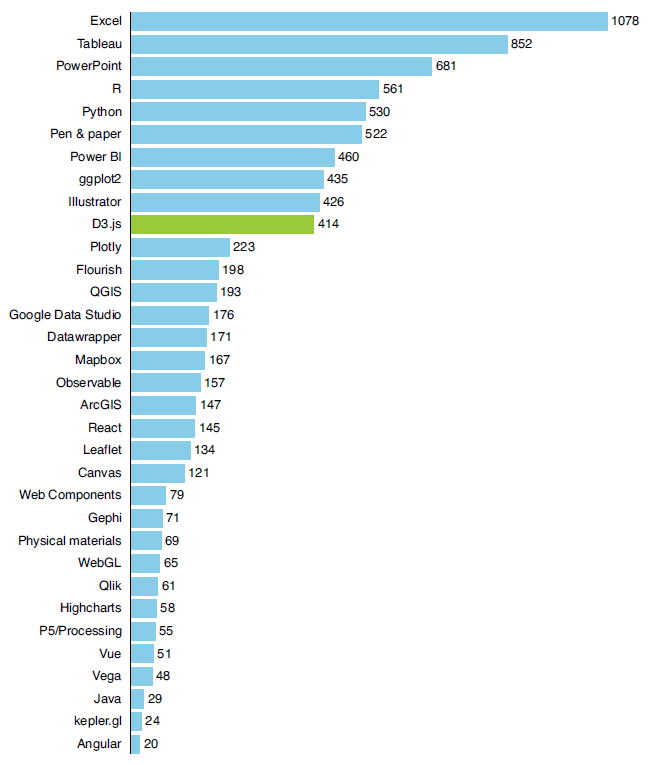 Excel 1078
Tableau 852
PowerPoint 681
R 561
Python 530
Pen & paper 522
Power BI 460
ggplot2 435
Illustrator 426
D3.js 414
Plotly 223
Flourish 198
QGIS 193
Google Data Studio 176
Datawrapper 171
Mapbox 167
Observable 157
ArcGIS 147
React 145
Leaflet 134
Canvas 121
Web Components 79
Gephi 71
Physical materials 69
WebGL 65
Qlik 61
Highcharts 58
P5/Processing 55
Vue 51
Vega 48
Java 29
kepler.gl 24
Angular 20